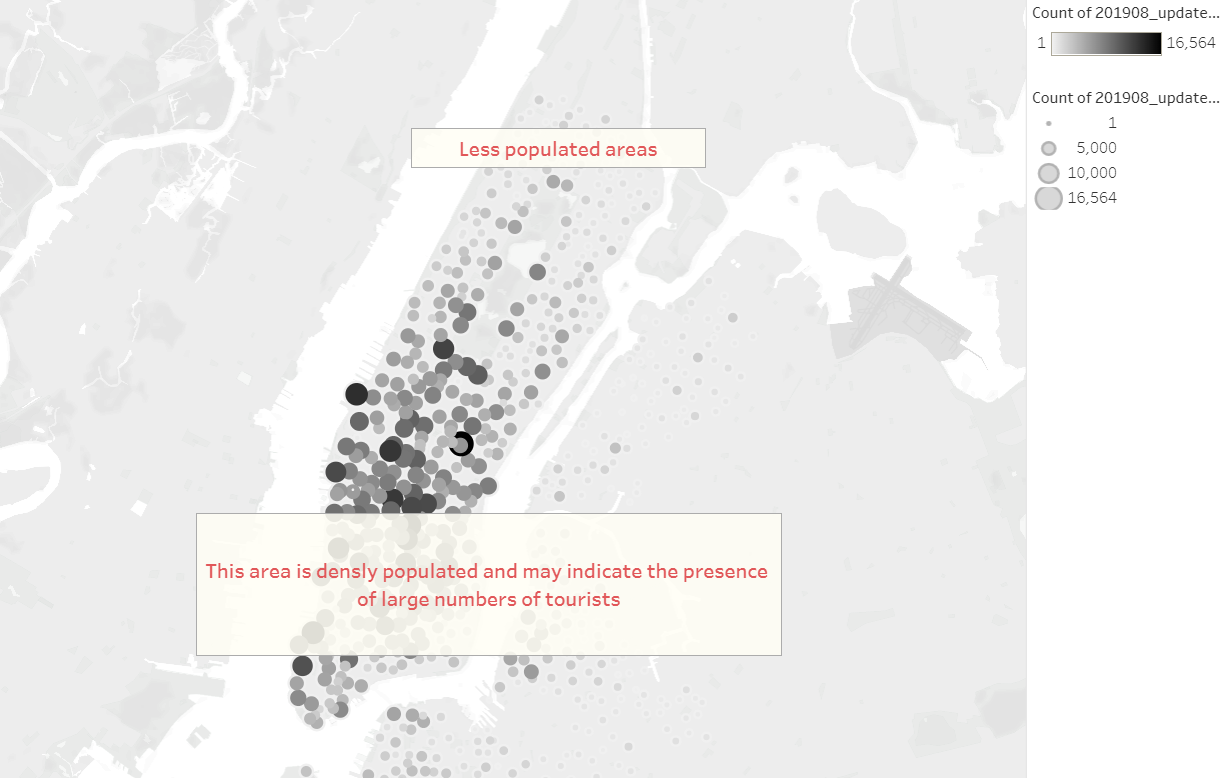 Count of 201908_update...
1 16,564
Count of 201908_update...
1
5,000
10,000
16,564
Less populated areas
This area is densly populated and may indicate the presence
of large numbers of tourists